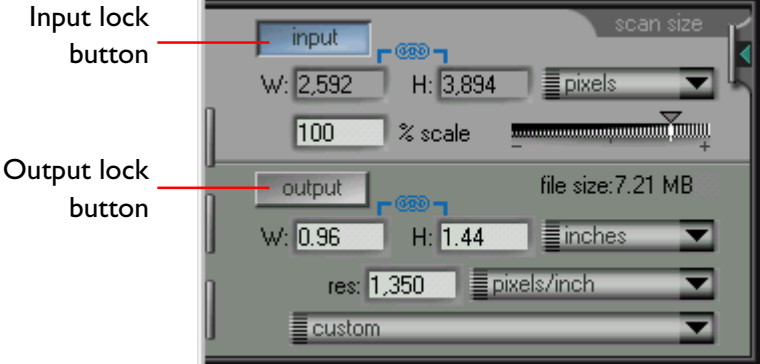 Input lock
button
input
scan size
W: 2,592 H: 3,894 pixels
100 % scale
- +
Output lock
button
output
file size:7.21 MB
W: 0.96 H: 1.44 inches
res: 1,350 pixels/inch
custom